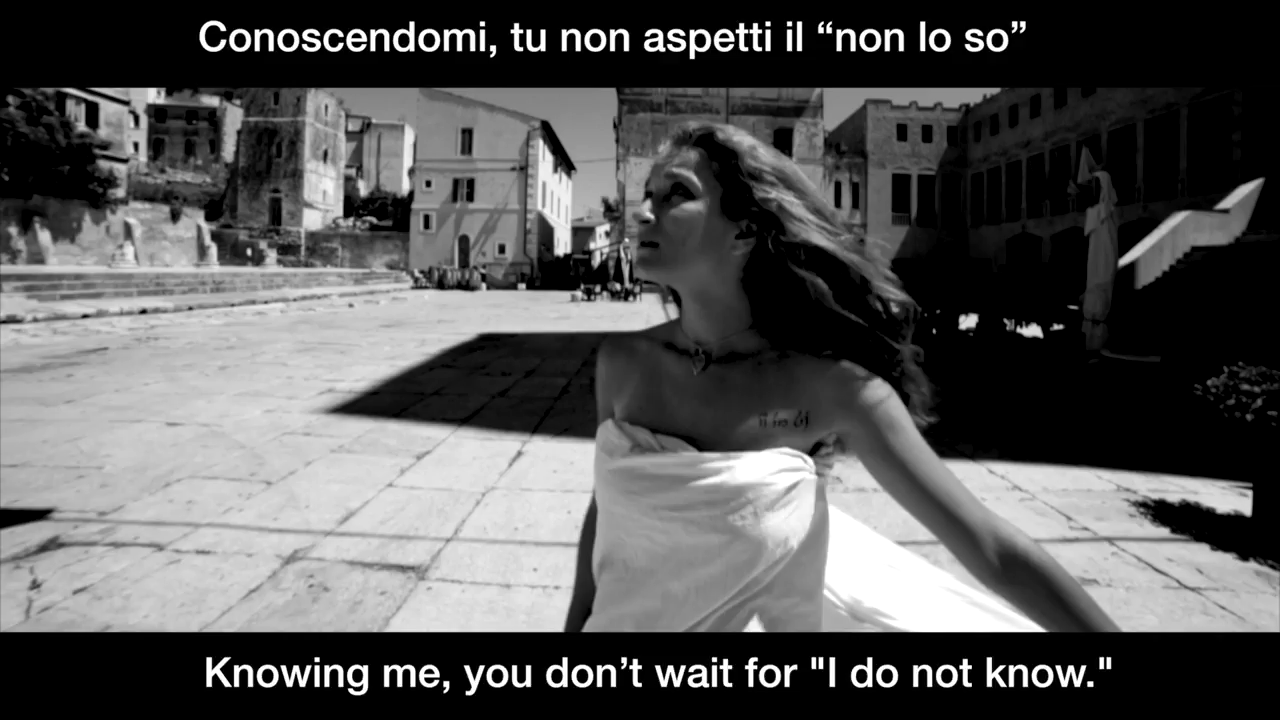 Conoscendomi, tu non aspetti il “non lo so”
Knowing me, you don’t wait for "I do not know."